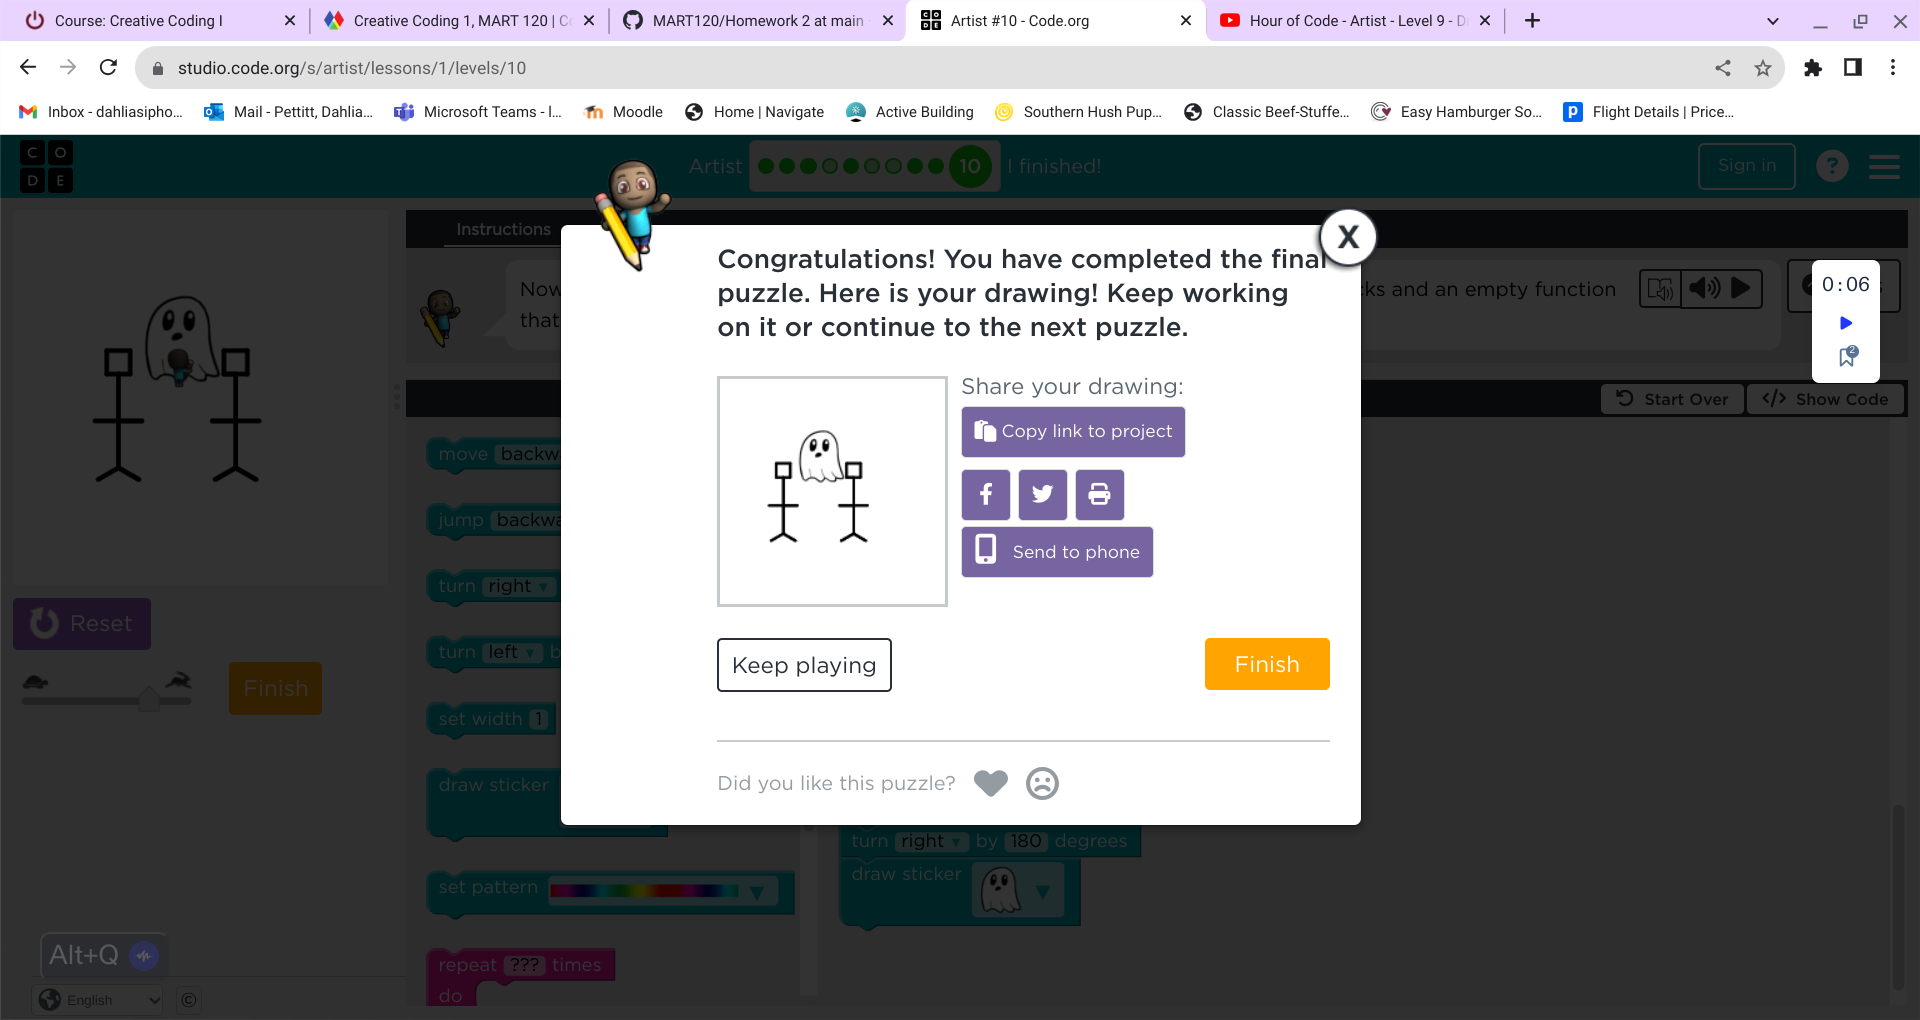 Course: Creative Coding I
Creative Coding 1, MART 120 | C
MART120/Homework 2 at main
Artist #10 - Code.org
Hour of Code - Artist - Level 9 - D
studio.code.org/s/artist/lessons/1/levels/10
Inbox - dahliasipho...
Mail - Pettitt, Dahlia...
Microsoft Teams - I...
Moodle
Home | Navigate
Active Building
Southern Hush Pup...
Classic Beef-Stuffe...
Easy Hamburger So...
Flight Details | Price...
C O
D E
Artist
10
I finished!
Sign in
?
Instructions
Now
that
cks and an empty function
0:06
2
Start Over
</> Show Code
X
Congratulations! You have completed the final
puzzle. Here is your drawing! Keep working
on it or continue to the next puzzle.
Share your drawing:
Copy link to project
Send to phone
Keep playing
Finish
Did you like this puzzle?
Reset
Finish
move backwa
jump backwa
turn right
turn left b
set width 1
draw sticker
set pattern
repeat ??? times
do
turn right by 180 degrees
draw sticker
Alt+Q
English
©